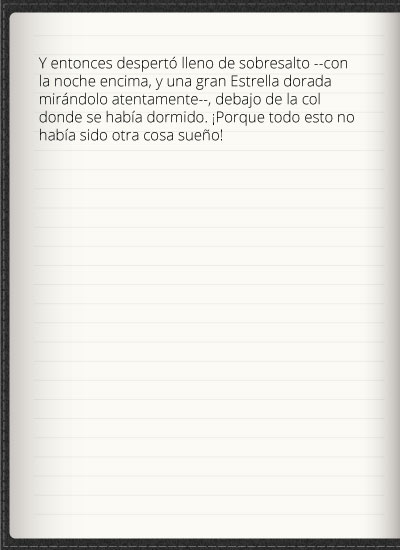 Y entonces despertó lleno de sobresalto --con
la noche encima, y una gran Estrella dorada
mirándolo atentamente--, debajo de la col
donde se había dormido. ¡Porque todo esto no
había sido otra cosa sueño!